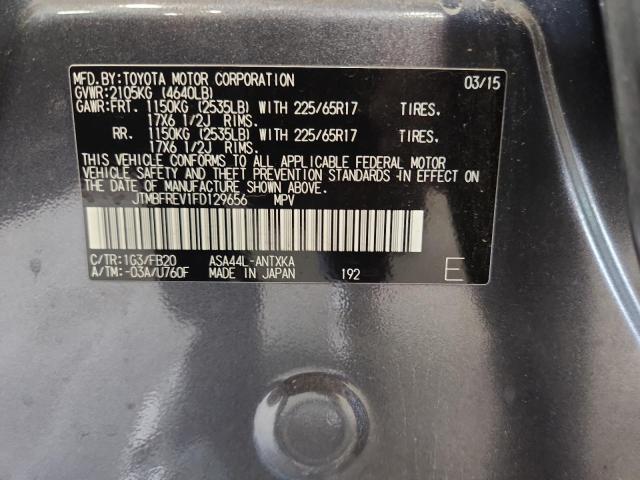 MFD.BY:TOYOTA MOTOR CORPORATION 03/15
GVWR:2105KG (4640LB)
GAWR:FRT. 1150KG (2535LB) WITH 225/65R17 TIRES,
17X6 1/2J RIMS.
RR. 1150KG (2535LB) WITH 225/65R17 TIRES,
17X6 1/2J RIMS.
THIS VEHICLE CONFORMS TO ALL APPLICABLE FEDERAL MOTOR
VEHICLE SAFETY AND THEFT PREVENTION STANDARDS IN EFFECT ON
THE DATE OF MANUFACTURE SHOWN ABOVE.
JTMBFREV1FD129656 MPV
C/TR:1G3/FB20 ASA44L-ANTXKA
A/TM:-03A/U760F MADE IN JAPAN 192 E